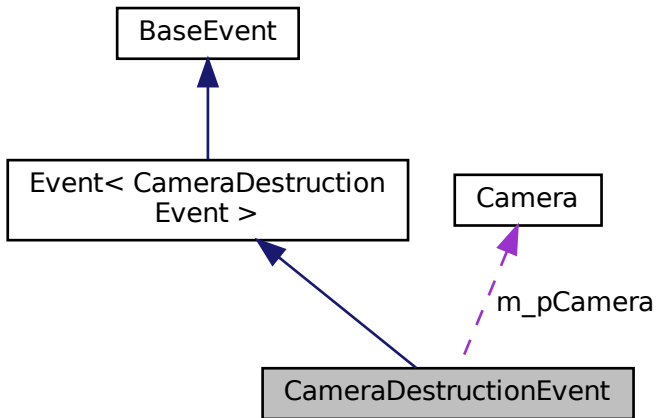 BaseEvent
Event< CameraDestruction
Event >
Camera
m_pCamera
CameraDestructionEvent